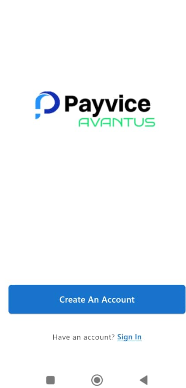 Payvice
AVANTUS
Create An Account
Have an account? Sign In